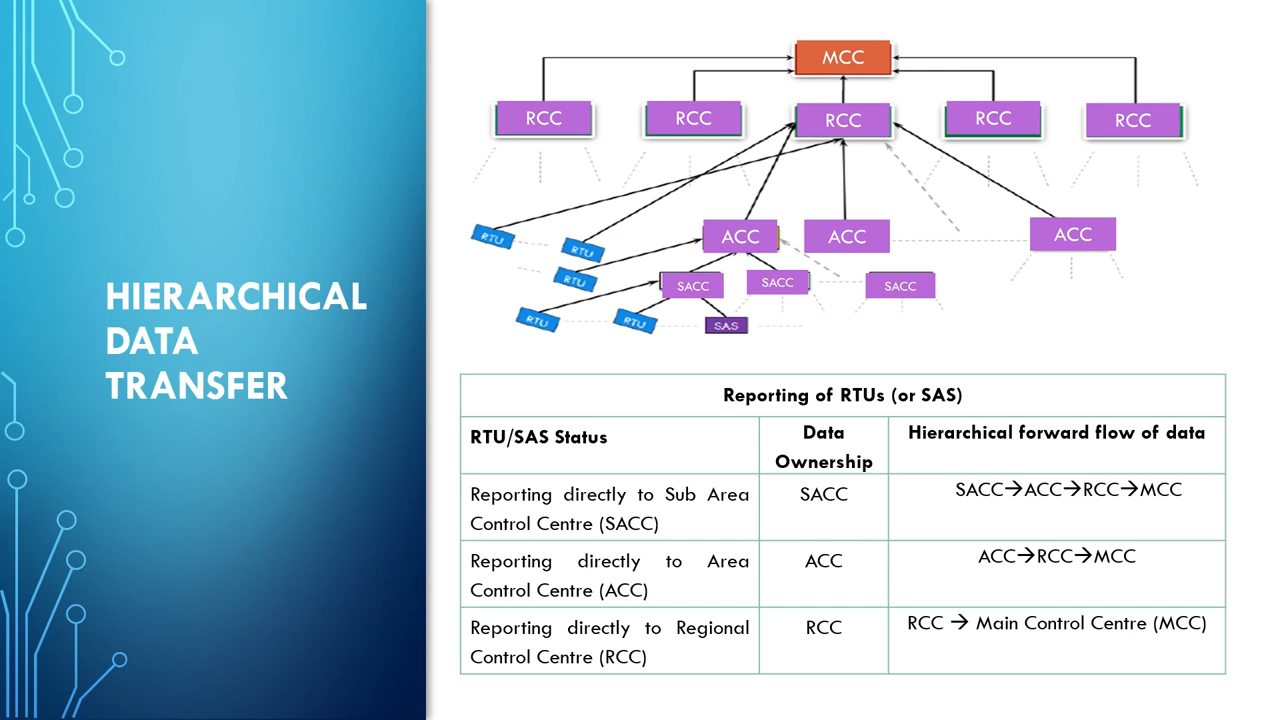 HIERARCHICAL
DATA
TRANSFER
MCC
RCC
RCC
RCC
RCC
RCC
RTU
RTU
ACC
ACC
ACC
RTU
SACC
SACC
SACC
RTU
RTU
SAS
Reporting of RTUs (or SAS)
RTU/SAS Status
Data
Ownership
Hierarchical forward flow of data
Reporting directly to Sub Area
Control Centre (SACC)
SACC
SACC→ACC→RCC→MCC
Reporting directly to Area
Control Centre (ACC)
ACC
ACC→RCC→MCC
Reporting directly to Regional
Control Centre (RCC)
RCC
RCC → Main Control Centre (MCC)